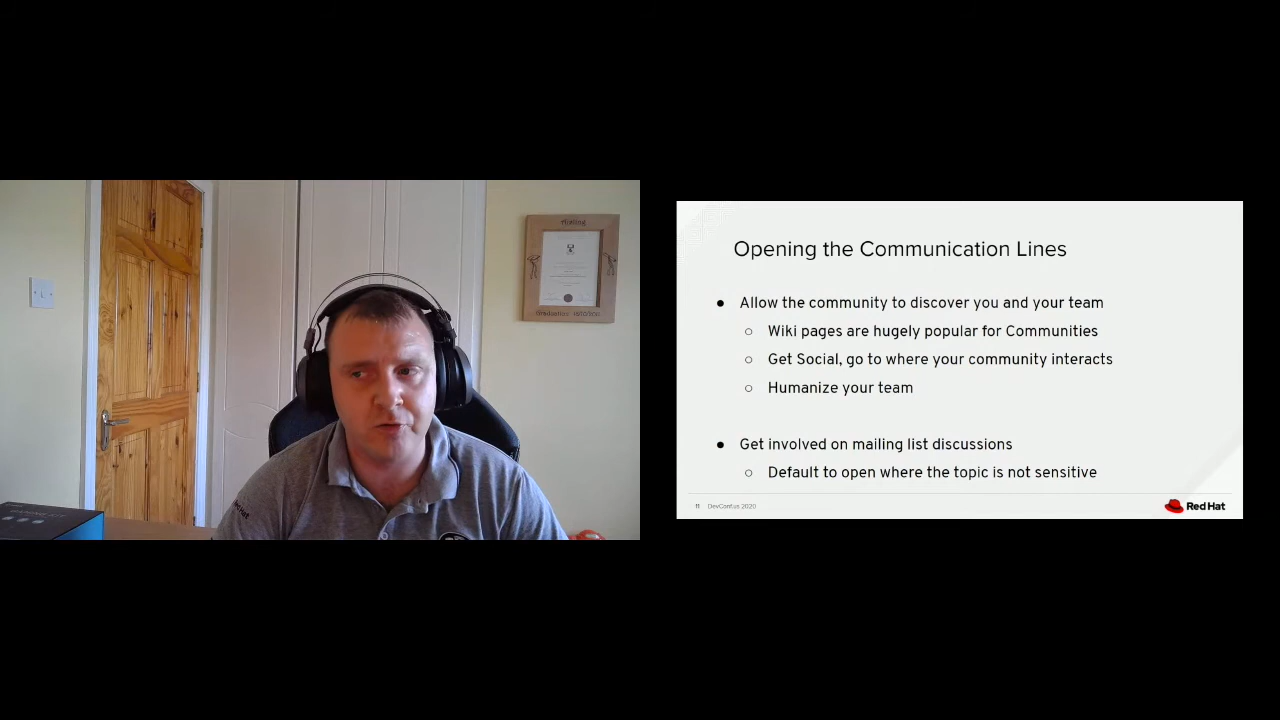 Opening the Communication Lines
● Allow the community to discover you and your team
○ Wiki pages are hugely popular for Communities
○ Get Social, go to where your community interacts
○ Humanize your team
● Get involved on mailing list discussions
○ Default to open where the topic is not sensitive
11 DevConf.us 2020
Red Hat